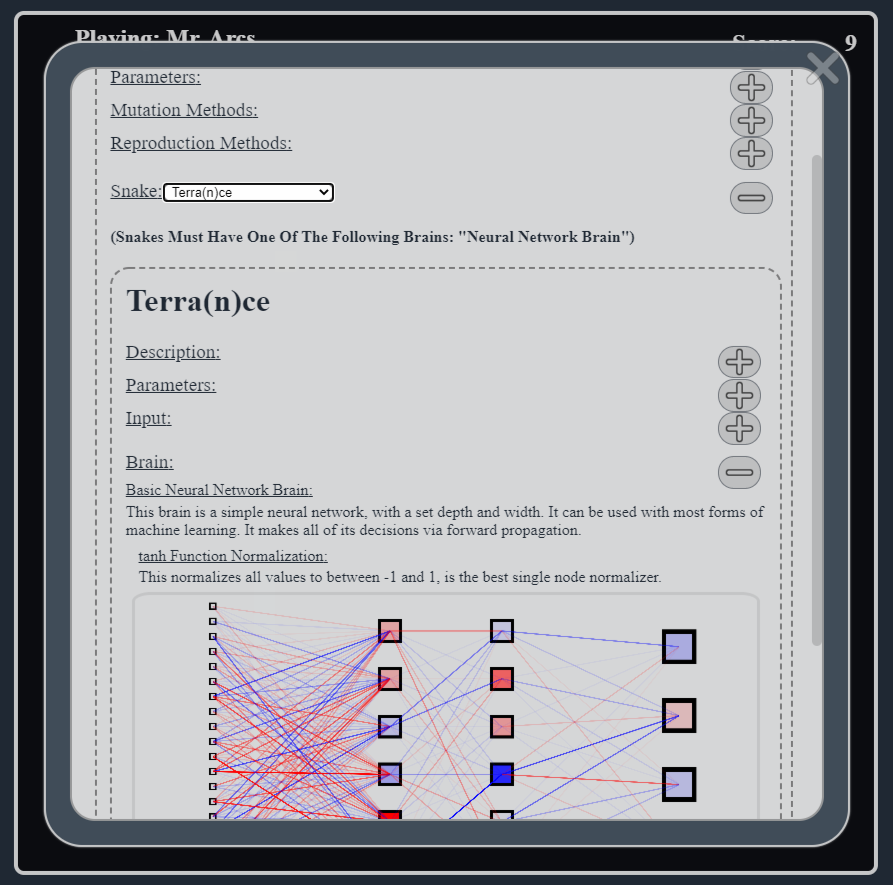 Playing: Mr. Arcs
9
Parameters:
Mutation Methods:
Reproduction Methods:
Snake: Terra(n)ce
(Snakes Must Have One Of The Following Brains: "Neural Network Brain")
Terra(n)ce
Description:
Parameters:
Input:
Brain:
Basic Neural Network Brain:
This brain is a simple neural network, with a set depth and width. It can be used with most forms of
machine learning. It makes all of its decisions via forward propagation.
tanh Function Normalization:
This normalizes all values to between -1 and 1, is the best single node normalizer.